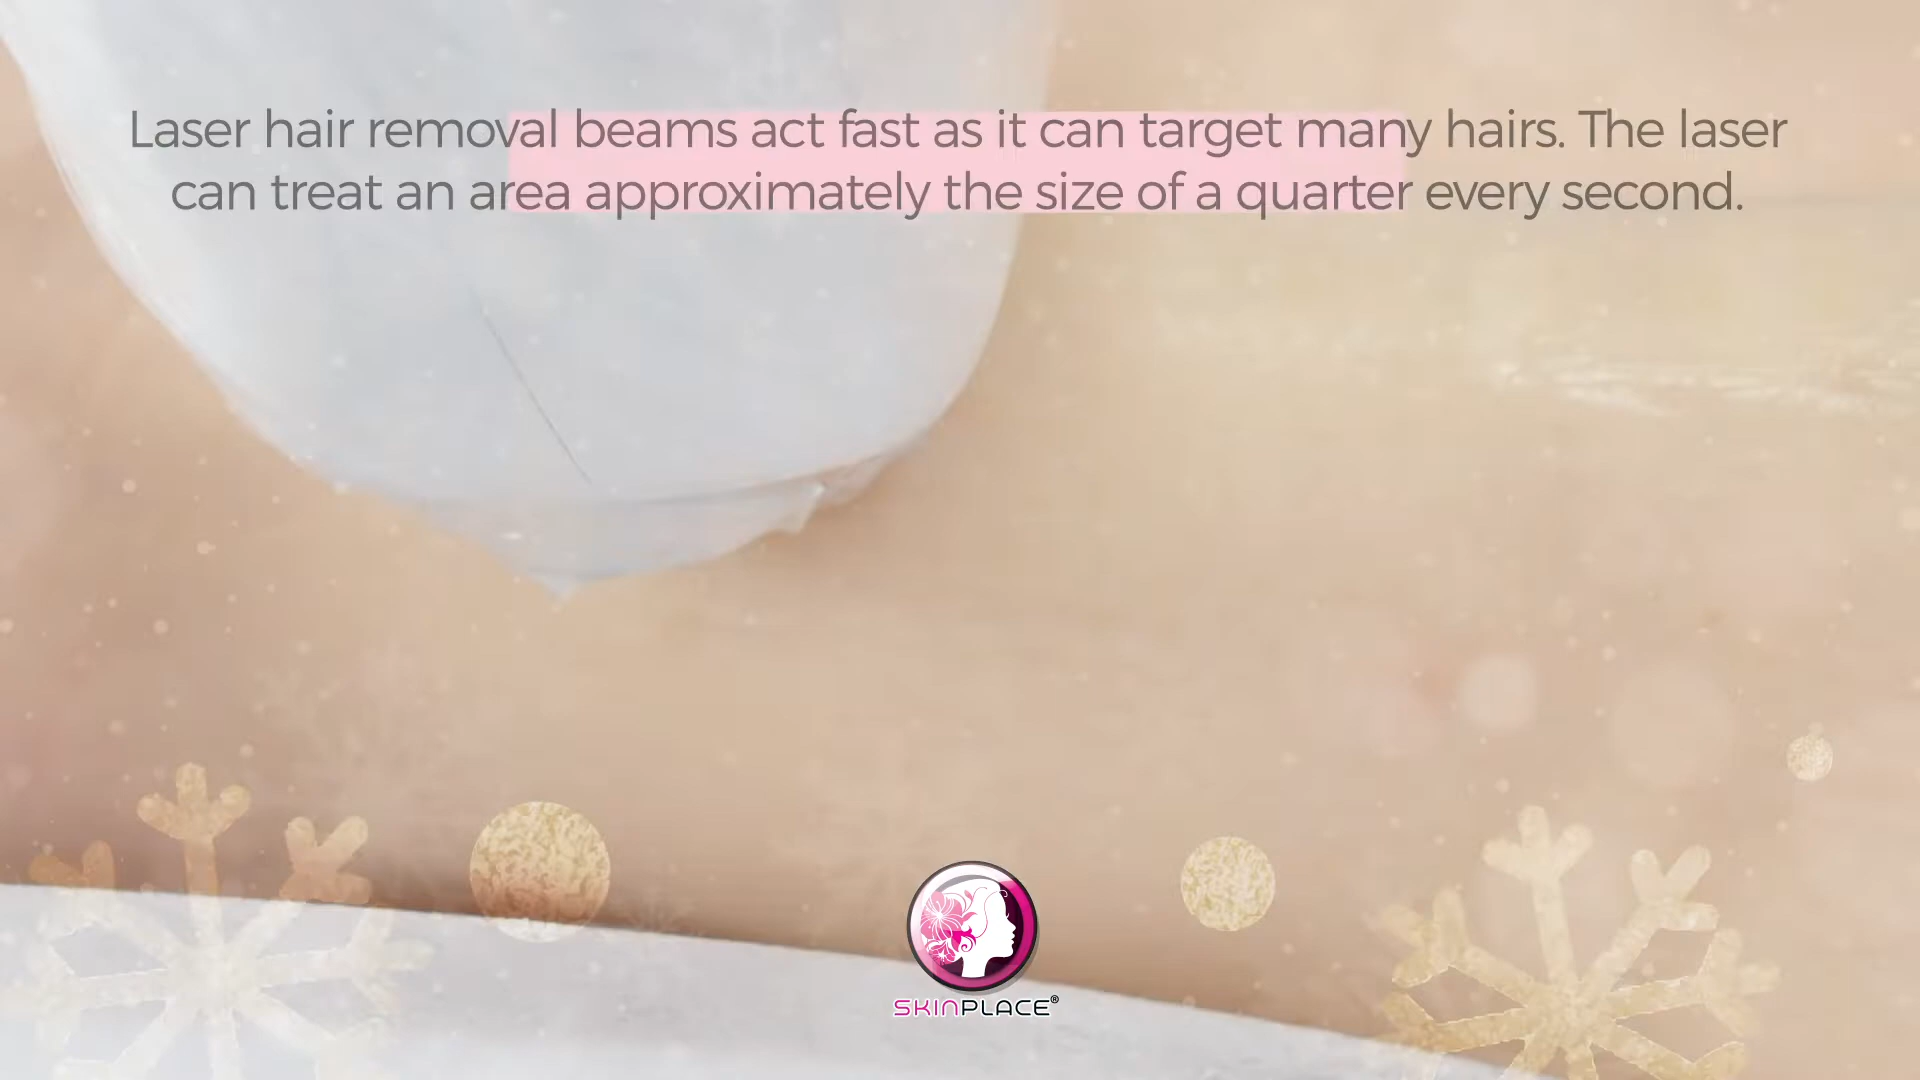 Laser hair removal beams act fast as it can target many hairs. The laser
can treat an area approximately the size of a quarter every second.
SKINPLACE®